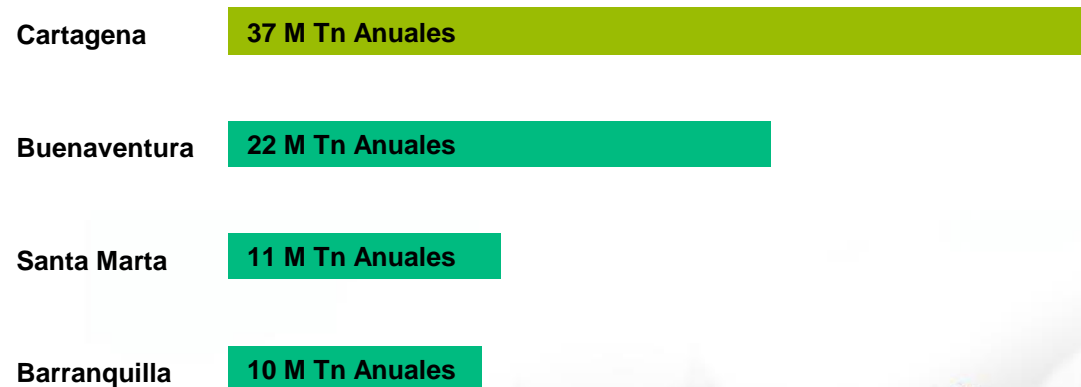 Cartagena 37 M Tn Anuales
Buenaventura 22 M Tn Anuales
Santa Marta 11 M Tn Anuales
Barranquilla 10 M Tn Anuales